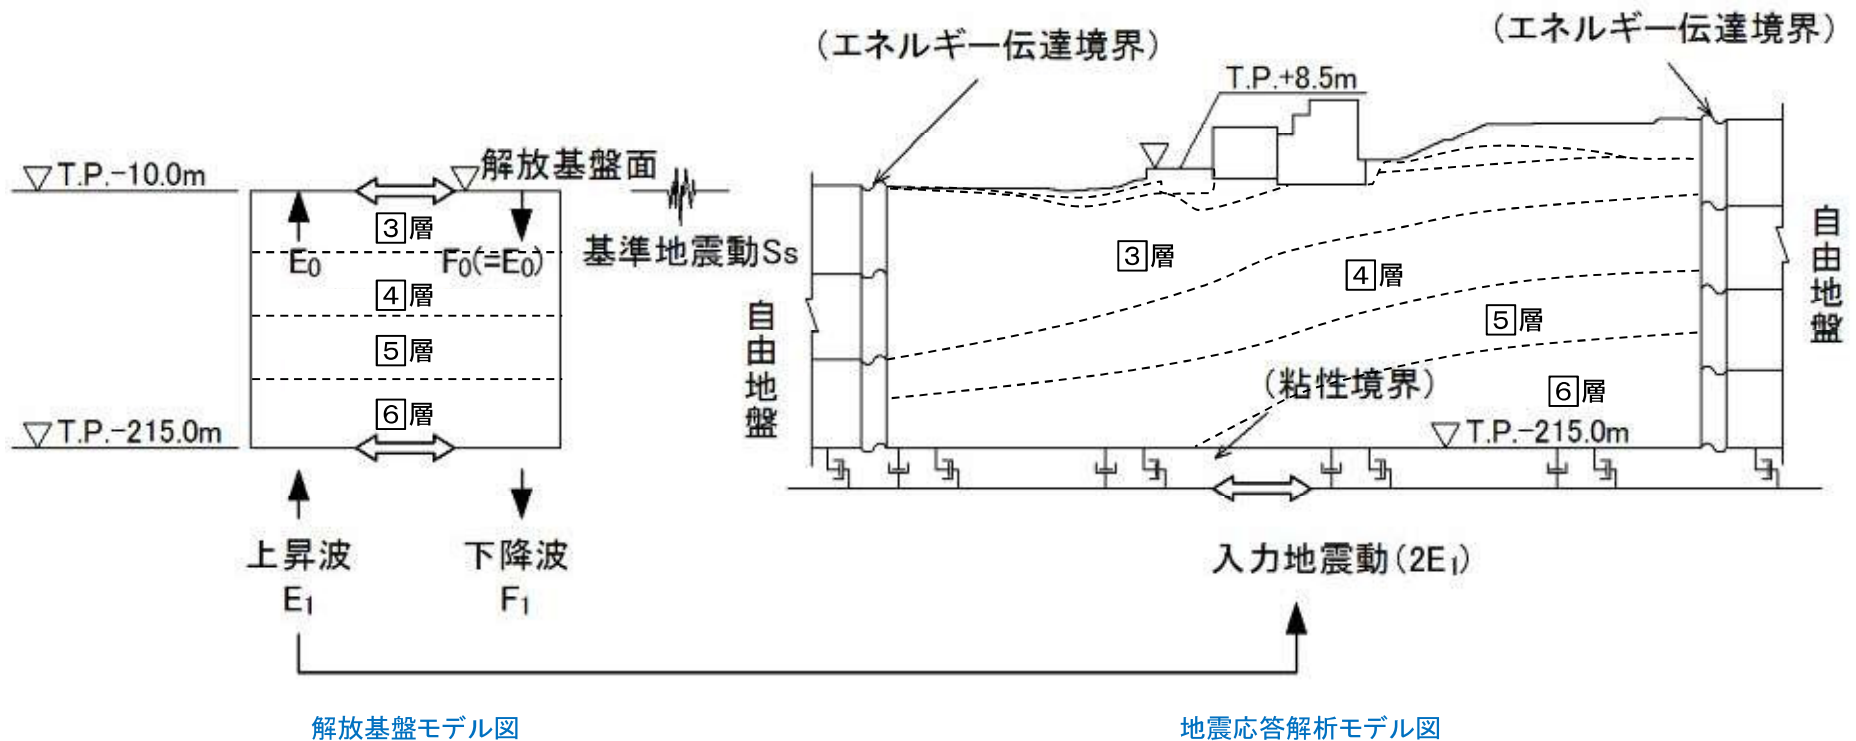 (エネルギー伝達境界)
(エネルギー伝達境界)
T.P.+8.5m
T.P.-10.0m
解放基盤面
3層
E0
F0(=E0)
基準地震動Ss
4層
5層
6層
T.P.-215.0m
上昇波
E1
下降波
F1
自由地盤
3層
4層
5層
6層
(粘性境界)
T.P.-215.0m
自由地盤
入力地震動(2E1)
解放基盤モデル図
地震応答解析モデル図